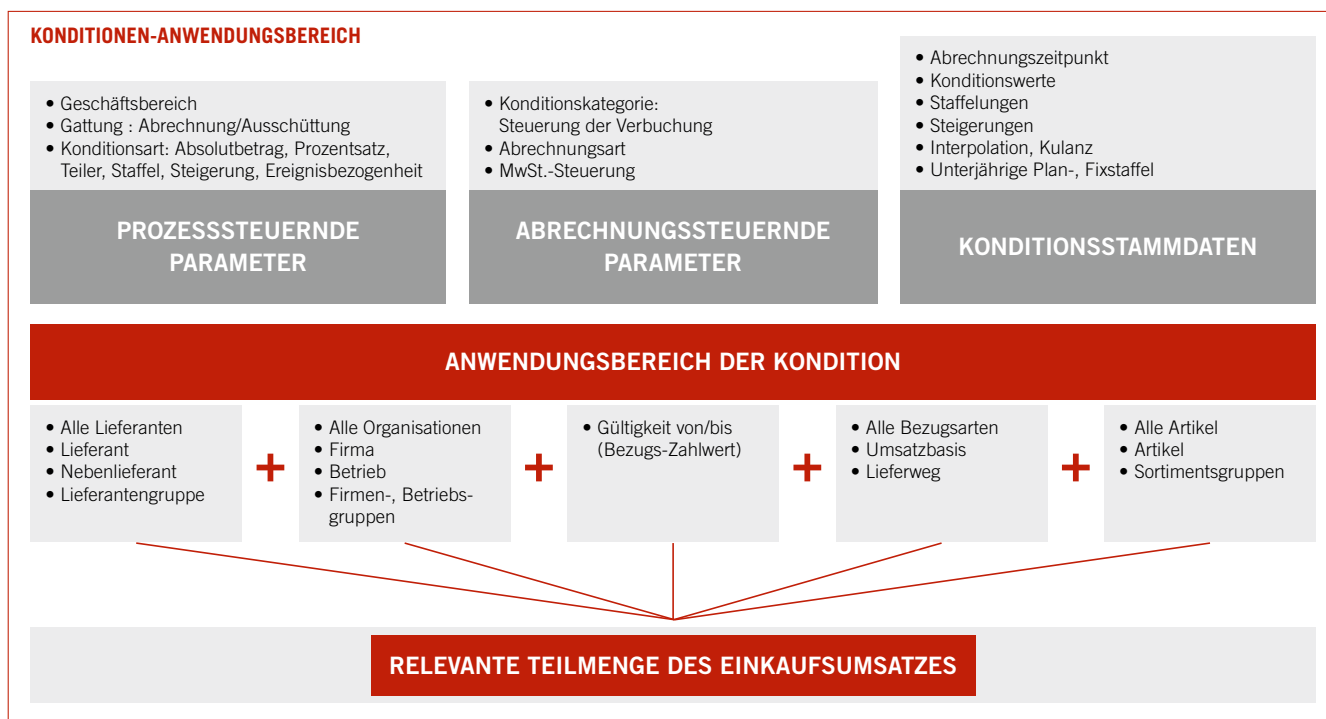 KONDITIONEN-ANWENDUNGSBEREICH
• Geschäftsbereich
• Gattung : Abrechnung/Ausschüttung
• Konditionsart: Absolutbetrag, Prozentsatz,
Teiler, Staffel, Steigerung, Ereignisbezogenheit
PROZESSSTEUERNDE
PARAMETER
• Konditionskategorie:
Steuerung der Verbuchung
• Abrechnungsart
• MwSt.-Steuerung
ABRECHNUNGSSTEUERNDE
PARAMETER
• Abrechnungszeitpunkt
• Konditionswerte
• Staffelungen
• Steigerungen
• Interpolation, Kulanz
• Unterjährige Plan-, Fixstaffel
KONDITIONSSTAMMDATEN
ANWENDUNGSBEREICH DER KONDITION
• Alle Lieferanten
• Lieferant
• Nebenlieferant
• Lieferantengruppe
+
• Alle Organisationen
• Firma
• Betrieb
• Firmen-, Betriebs-
gruppen
+
• Gültigkeit von/bis
(Bezugs-Zahlwert)
+
• Alle Bezugsarten
• Umsatzbasis
• Lieferweg
+
• Alle Artikel
• Artikel
• Sortimentsgruppen
RELEVANTE TEILMENGE DES EINKAUFSUMSATZES